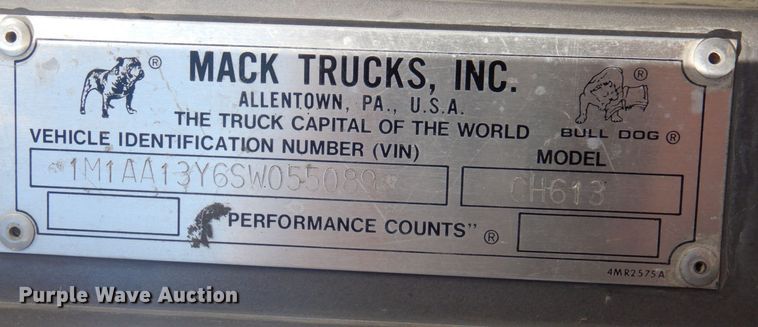 MACK TRUCKS, INC.
ALLENTOWN, PA., U.S.A.
THE TRUCK CAPITAL OF THE WORLD
BULL DOG ®
VEHICLE IDENTIFICATION NUMBER (VIN)
MODEL
1M1AA13Y6SW055089
CH613
PERFORMANCE COUNTS" ®
4MR2575A
Purple Wave Auction